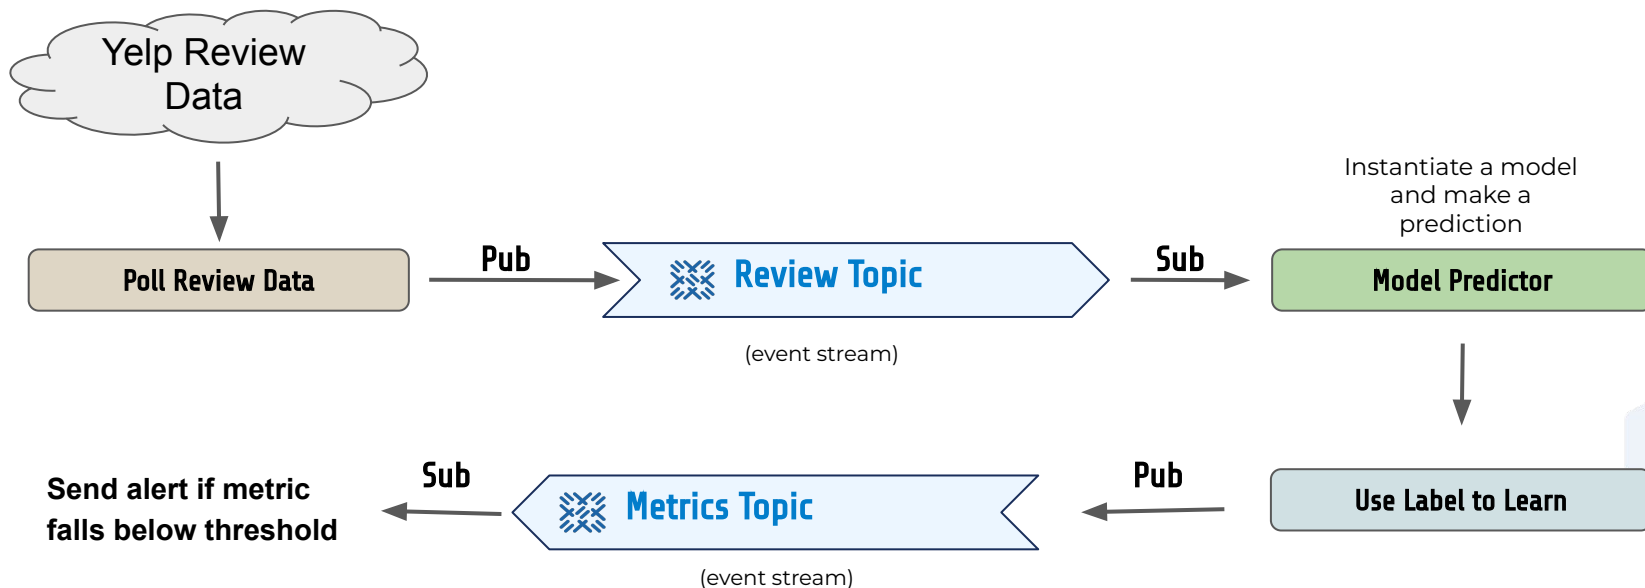 Yelp Review
Data
Instantiate a model
and make a
prediction
Poll Review Data
Pub
Review Topic
Sub
Model Predictor
(event stream)
Send alert if metric
falls below threshold
Sub
Metrics Topic
Pub
Use Label to Learn
(event stream)